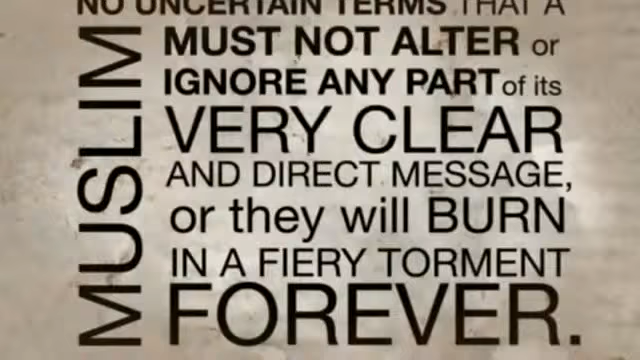 NO UNCERTAIN TERMS THAT A
MUSLIM
MUST NOT ALTER or
IGNORE ANY PART of its
VERY CLEAR
AND DIRECT MESSAGE,
or they will BURN
IN A FIERY TORMENT
FOREVER.